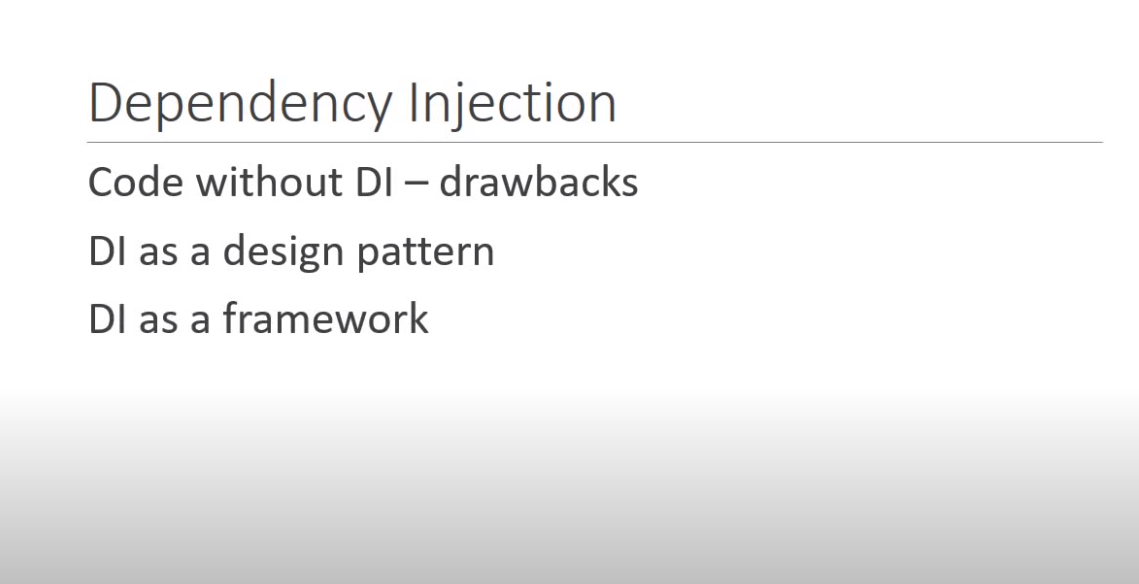 Dependency Injection
Code without DI – drawbacks
DI as a design pattern
DI as a framework